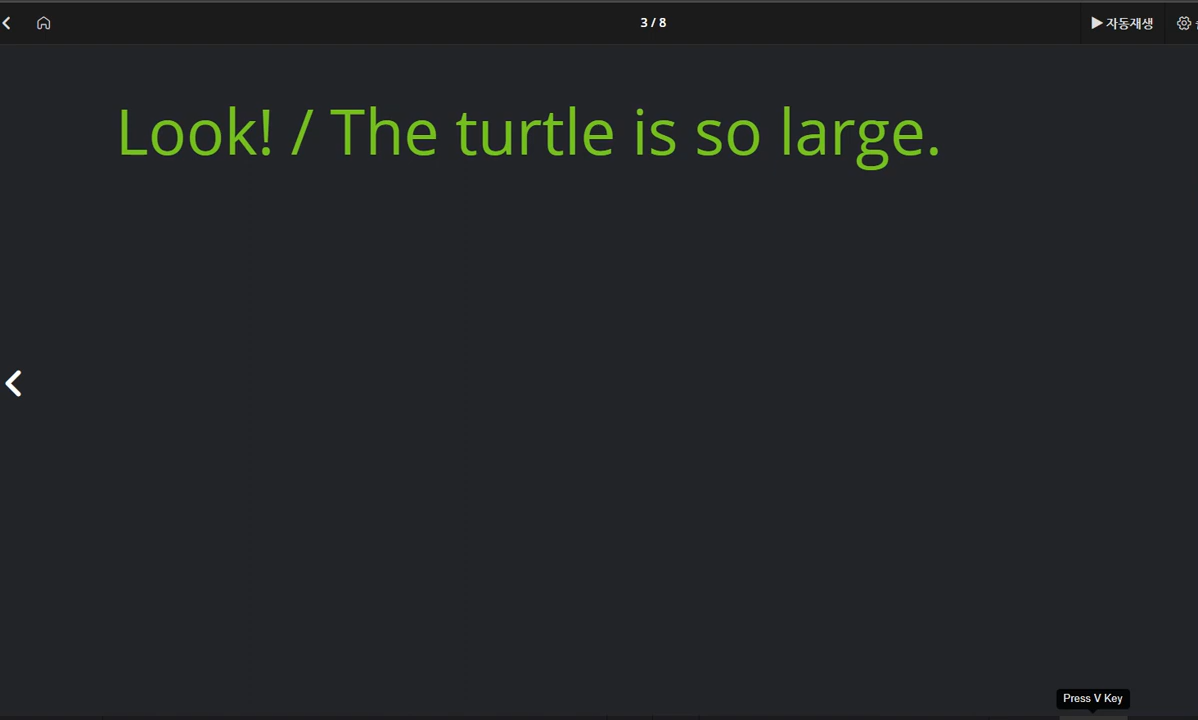 3 / 8
▶ 자동재생
Look! / The turtle is so large.
Press V Key